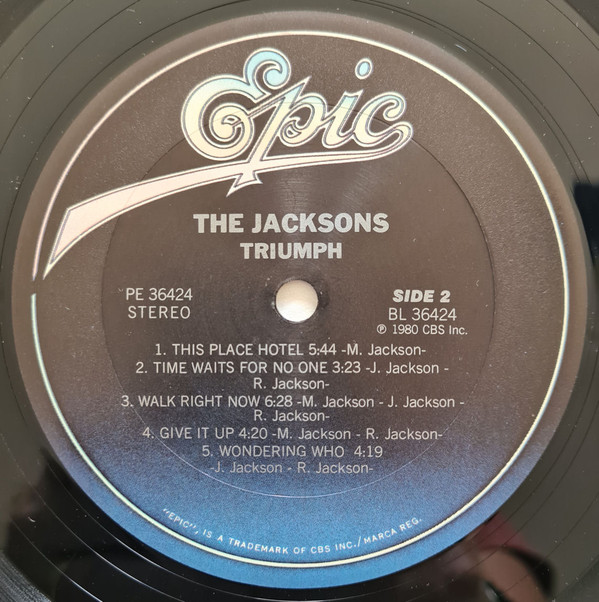 Epic
THE JACKSONS
TRIUMPH
PE 36424
STEREO
SIDE 2
BL 36424
℗ 1980 CBS Inc.
1. THIS PLACE HOTEL 5:44 -M. Jackson-
2. TIME WAITS FOR NO ONE 3:23 -J. Jackson -
R. Jackson-
3. WALK RIGHT NOW 6:28 -M. Jackson - J. Jackson -
R. Jackson-
4. GIVE IT UP 4:20 -M. Jackson - R. Jackson-
5. WONDERING WHO 4:19
-J. Jackson - R. Jackson-
"EPIC", IS A TRADEMARK OF CBS INC./MARCA REG.